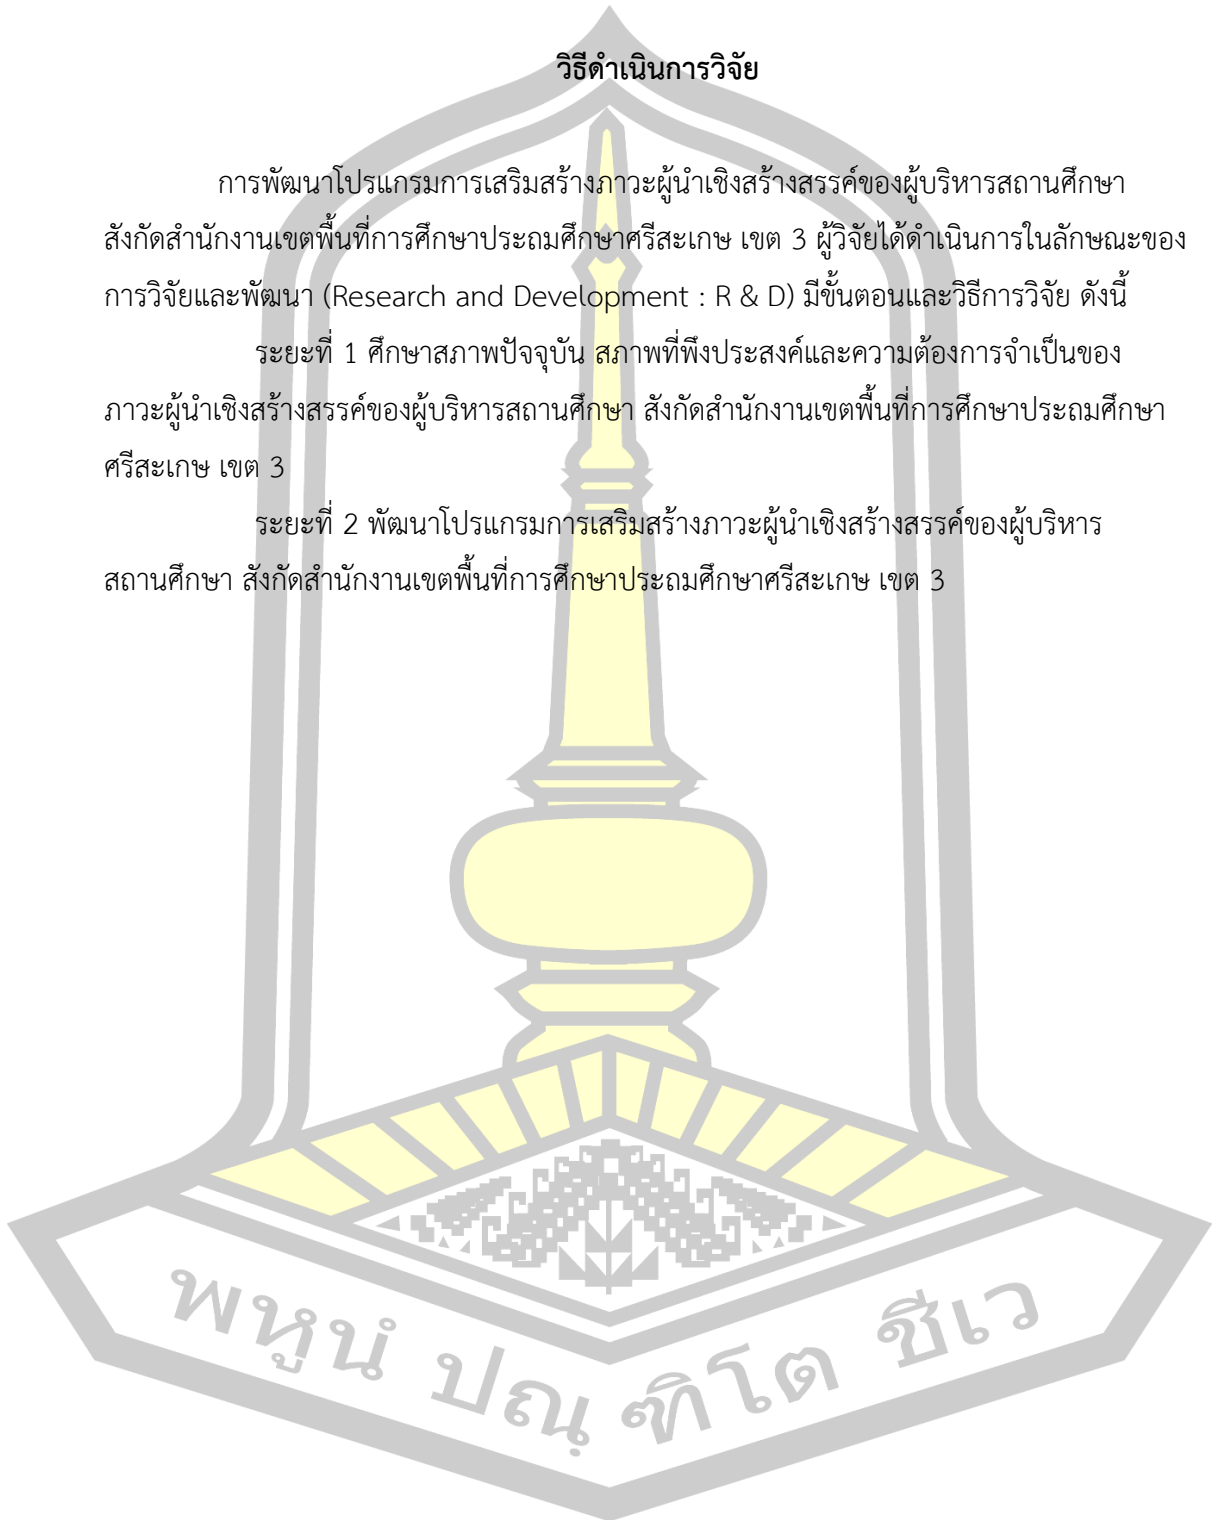 วิธีดำเนินการวิจัย
การพัฒนาโปรแกรมการเสริมสร้างภาวะผู้นำเชิงสร้างสรรค์ของผู้บริหารสถานศึกษา
สังกัดสำนักงานเขตพื้นที่การศึกษาประถมศึกษาศรีสะเกษ เขต 3 ผู้วิจัยได้ดำเนินการในลักษณะของ
การวิจัยและพัฒนา (Research and Development : R & D) มีขั้นตอนและวิธีการวิจัย ดังนี้
ระยะที่ 1 ศึกษาสภาพปัจจุบัน สภาพที่พึงประสงค์และความต้องการจำเป็นของ
ภาวะผู้นำเชิงสร้างสรรค์ของผู้บริหารสถานศึกษา สังกัดสำนักงานเขตพื้นที่การศึกษาประถมศึกษา
ศรีสะเกษ เขต 3
ระยะที่ 2 พัฒนาโปรแกรมการเสริมสร้างภาวะผู้นำเชิงสร้างสรรค์ของผู้บริหาร
สถานศึกษา สังกัดสำนักงานเขตพื้นที่การศึกษาประถมศึกษาศรีสะเกษ เขต 3
พหูนํ ปณฺ ฑิโต ชีเว